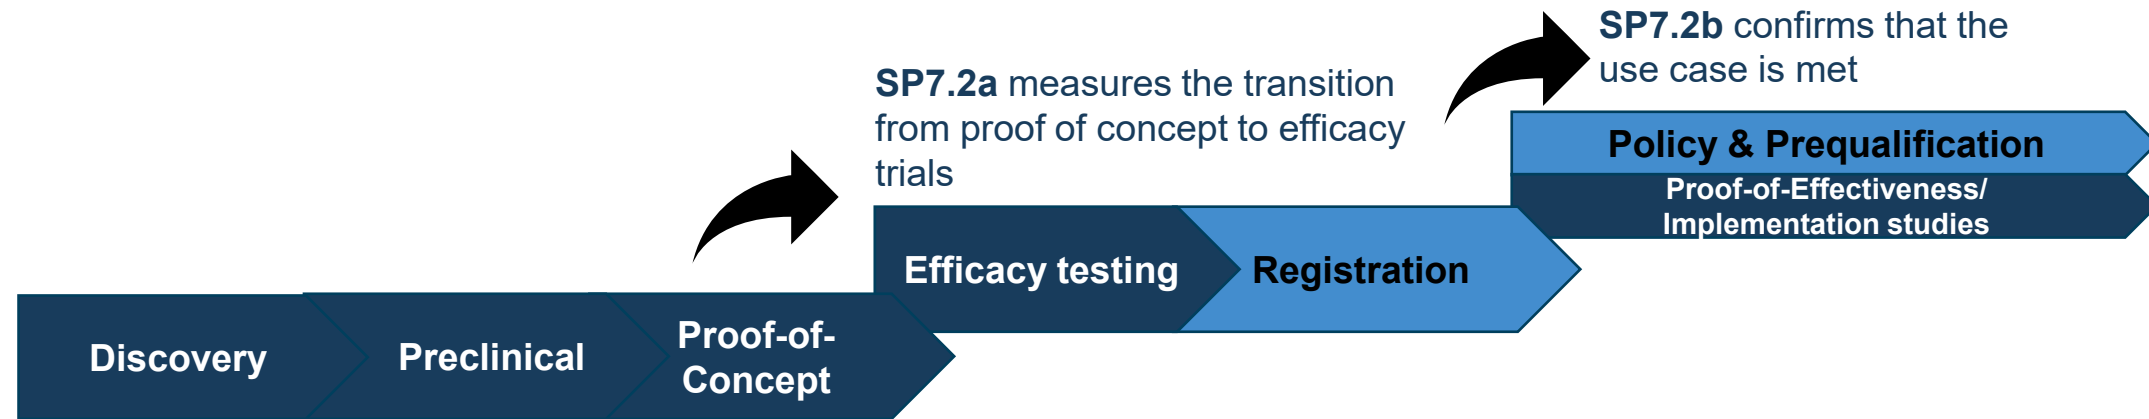 SP7.2b confirms that the
use case is met
SP7.2a measures the transition
from proof of concept to efficacy
trials
Policy & Prequalification
Proof-of-Effectiveness/
Implementation studies
Efficacy testing
Registration
Discovery
Preclinical
Proof-of-
Concept